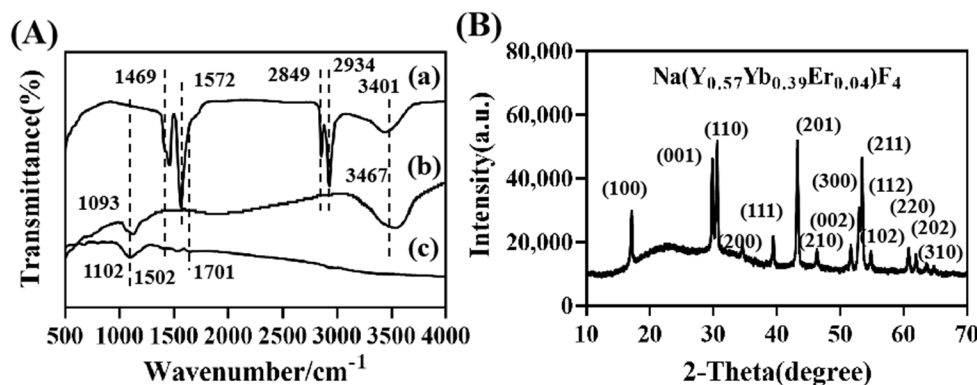 (A)
Transmittance(%)
1469
1572
2849
2934
3401
(a)
3467
(b)
1093
(c)
1102
1502
1701
500 1000 1500 2000 2500 3000 3500 4000
Wavenumber/cm⁻¹
(B)
Intensity(a.u.)
80,000
60,000
40,000
20,000
0
Na(Y₀.₅₇Yb₀.₃₉Er₀.₀₄)F₄
(100)
(001)
(110)
(200)
(111)
(201)
(210)
(002)
(300)
(211)
(112)
(102)
(220)
(202)
(310)
10 20 30 40 50 60 70
2-Theta(degree)